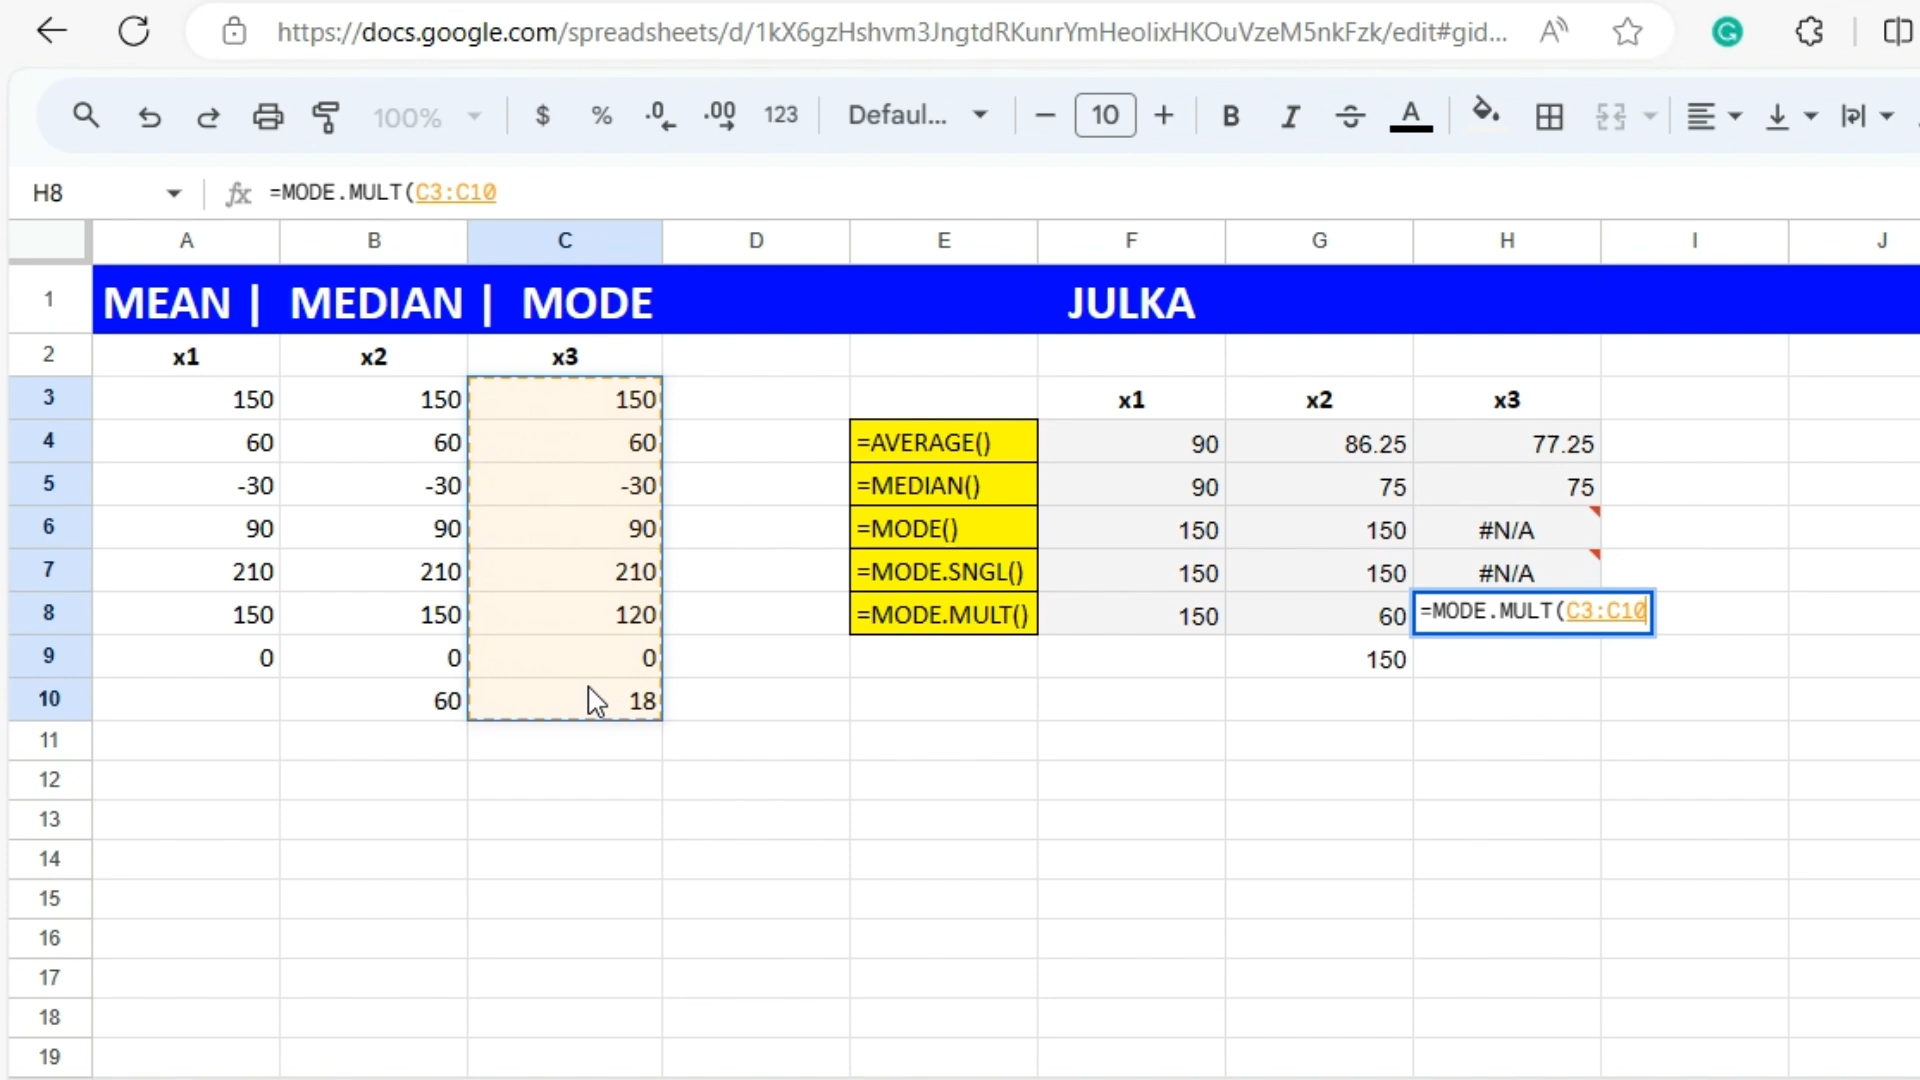 https://docs.google.com/spreadsheets/d/1kX6gzHshvm3JngtdRKunrYmHeolixHKOuVzeM5nkFzk/edit#gid...
100% $ % .0 .00 123 Defaul... 10 B I S A
H8 fx =MODE.MULT(C3:C10
A B C D E F G H I J
1 MEAN | MEDIAN | MODE JULKA
2 x1 x2 x3
3 150 150 150 x1 x2 x3
4 60 60 60 =AVERAGE() 90 86.25 77.25
5 -30 -30 -30 =MEDIAN() 90 75 75
6 90 90 90 =MODE() 150 150 #N/A
7 210 210 210 =MODE.SNGL() 150 150 #N/A
8 150 150 120 =MODE.MULT() 150 60 =MODE.MULT(C3:C10
9 0 0 0 150
10 60 18
11
12
13
14
15
16
17
18
19